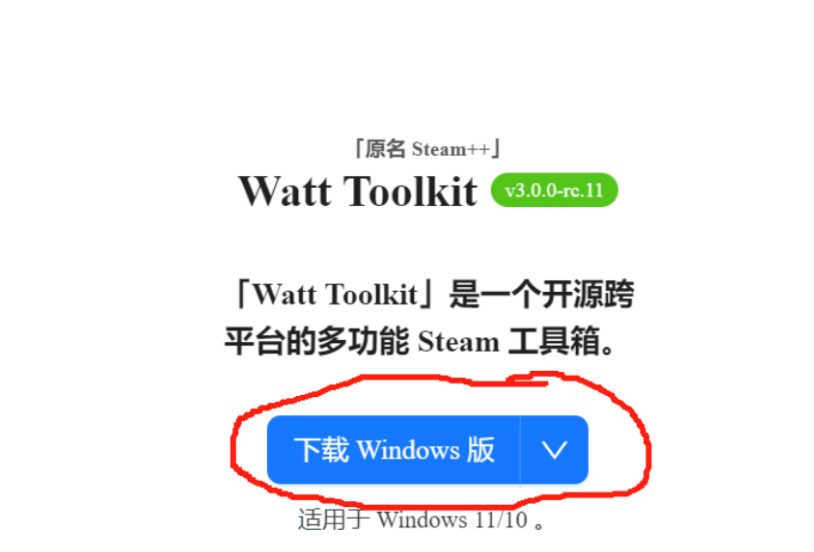 「原名 Steam++」
Watt Toolkit v3.0.0-rc.11
「Watt Toolkit」是一个开源跨
平台的多功能 Steam 工具箱。
下载 Windows 版
适用于 Windows 11/10 。